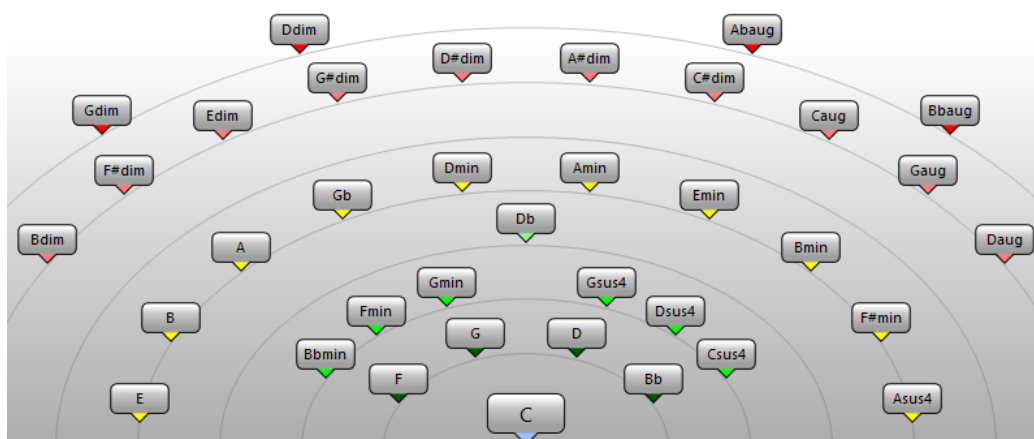 Ddim
Abaug
D#dim
A#dim
G#dim
C#dim
Gdim
Edim
Caug
Bbaug
F#dim
Dmin
Amin
Gaug
Gb
Emin
Db
Bdim
A
Bmin
Daug
Gmin
Gsus4
Fmin
Dsus4
B
F#min
G
D
Bbmin
Csus4
F
Bb
E
Asus4
C